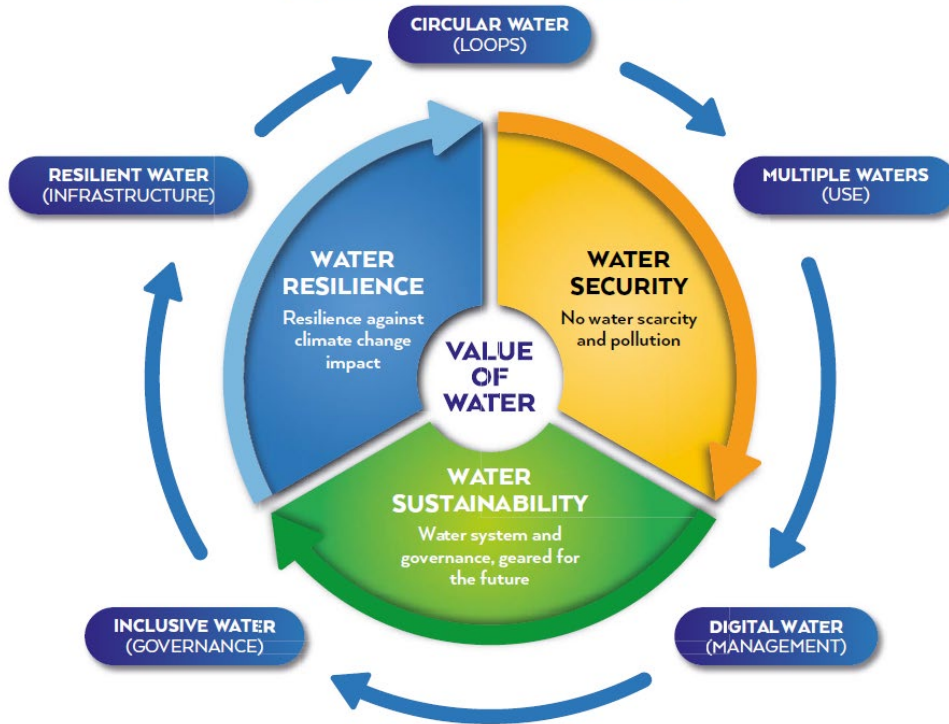 CIRCULAR WATER
(LOOPS)
RESILIENT WATER
(INFRASTRUCTURE)
MULTIPLE WATERS
(USE)
WATER
RESILIENCE
Resilience against
climate change
impact
WATER
SECURITY
No water scarcity
and pollution
VALUE
OF
WATER
WATER
SUSTAINABILITY
Water system and
governance, geared for
the future
INCLUSIVE WATER
(GOVERNANCE)
DIGITAL WATER
(MANAGEMENT)